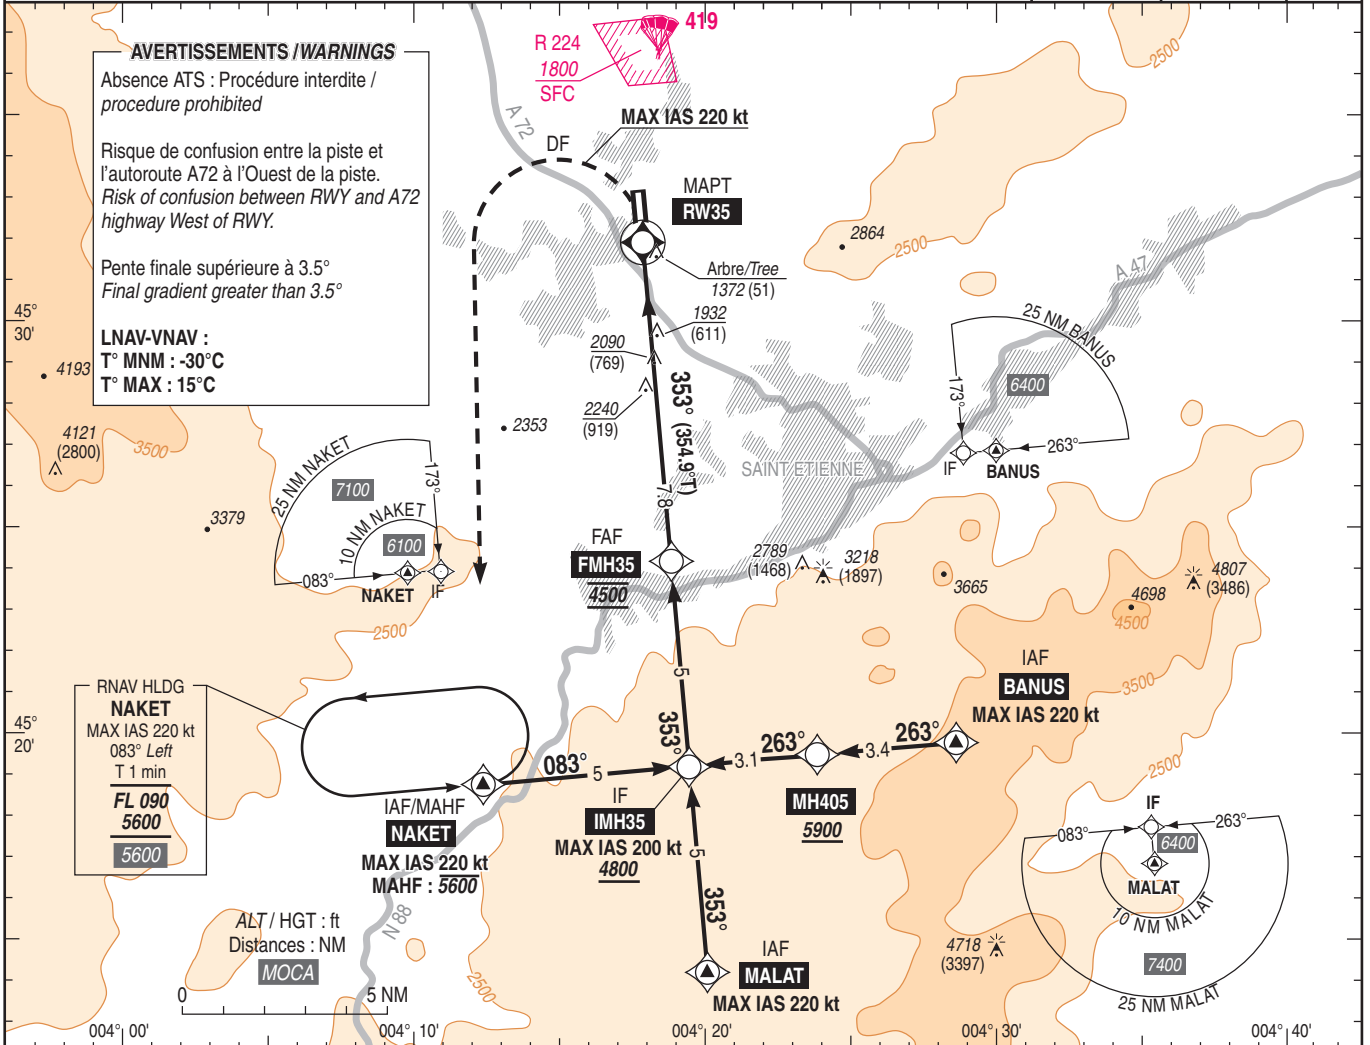 AVERTISSEMENTS / WARNINGS
Absence ATS : Procédure interdite /
procedure prohibited
Risque de confusion entre la piste et
l'autoroute A72 à l'Ouest de la piste.
Risk of confusion between RWY and A72
highway West of RWY.
Pente finale supérieure à 3.5°
Final gradient greater than 3.5°
LNAV-VNAV :
T° MNM : -30°C
T° MAX : 15°C
R 224
1800
SFC
419
A 72
DF
MAX IAS 220 kt
MAPT
RW35
2864
2500
2500
A 47
Arbre/Tree
1372 (51)
1932
(611)
2090
(769)
2240
(919)
353° (354.9°T)
7.8
45°
30'
4193
4121
(2800)
3500
2353
3379
25 NM NAKET
7100
10 NM NAKET
6100
173°
083°
NAKET
IF
2500
25 NM BANUS
6400
173°
263°
IF
BANUS
SAINT ETIENNE
FAF
FMH35
4500
2789
(1468)
3218
(1897)
3665
4698
4500
4807
(3486)
3500
2500
RNAV HLDG
NAKET
MAX IAS 220 kt
083° Left
T 1 min
FL 090
5600
5600
45°
20'
IAF
BANUS
MAX IAS 220 kt
5
353°
083°
5
3.1
263°
3.4
263°
IAF/MAHF
NAKET
MAX IAS 220 kt
MAHF : 5600
IF
IMH35
MAX IAS 200 kt
4800
MH405
5900
5
353°
IAF
MALAT
MAX IAS 220 kt
IF
083°
263°
6400
MALAT
10 NM MALAT
7400
25 NM MALAT
4718
(3397)
N 88
2500
ALT / HGT : ft
Distances : NM
MOCA
0 5 NM
004° 00' 004° 10' 004° 20' 004° 30' 004° 40'